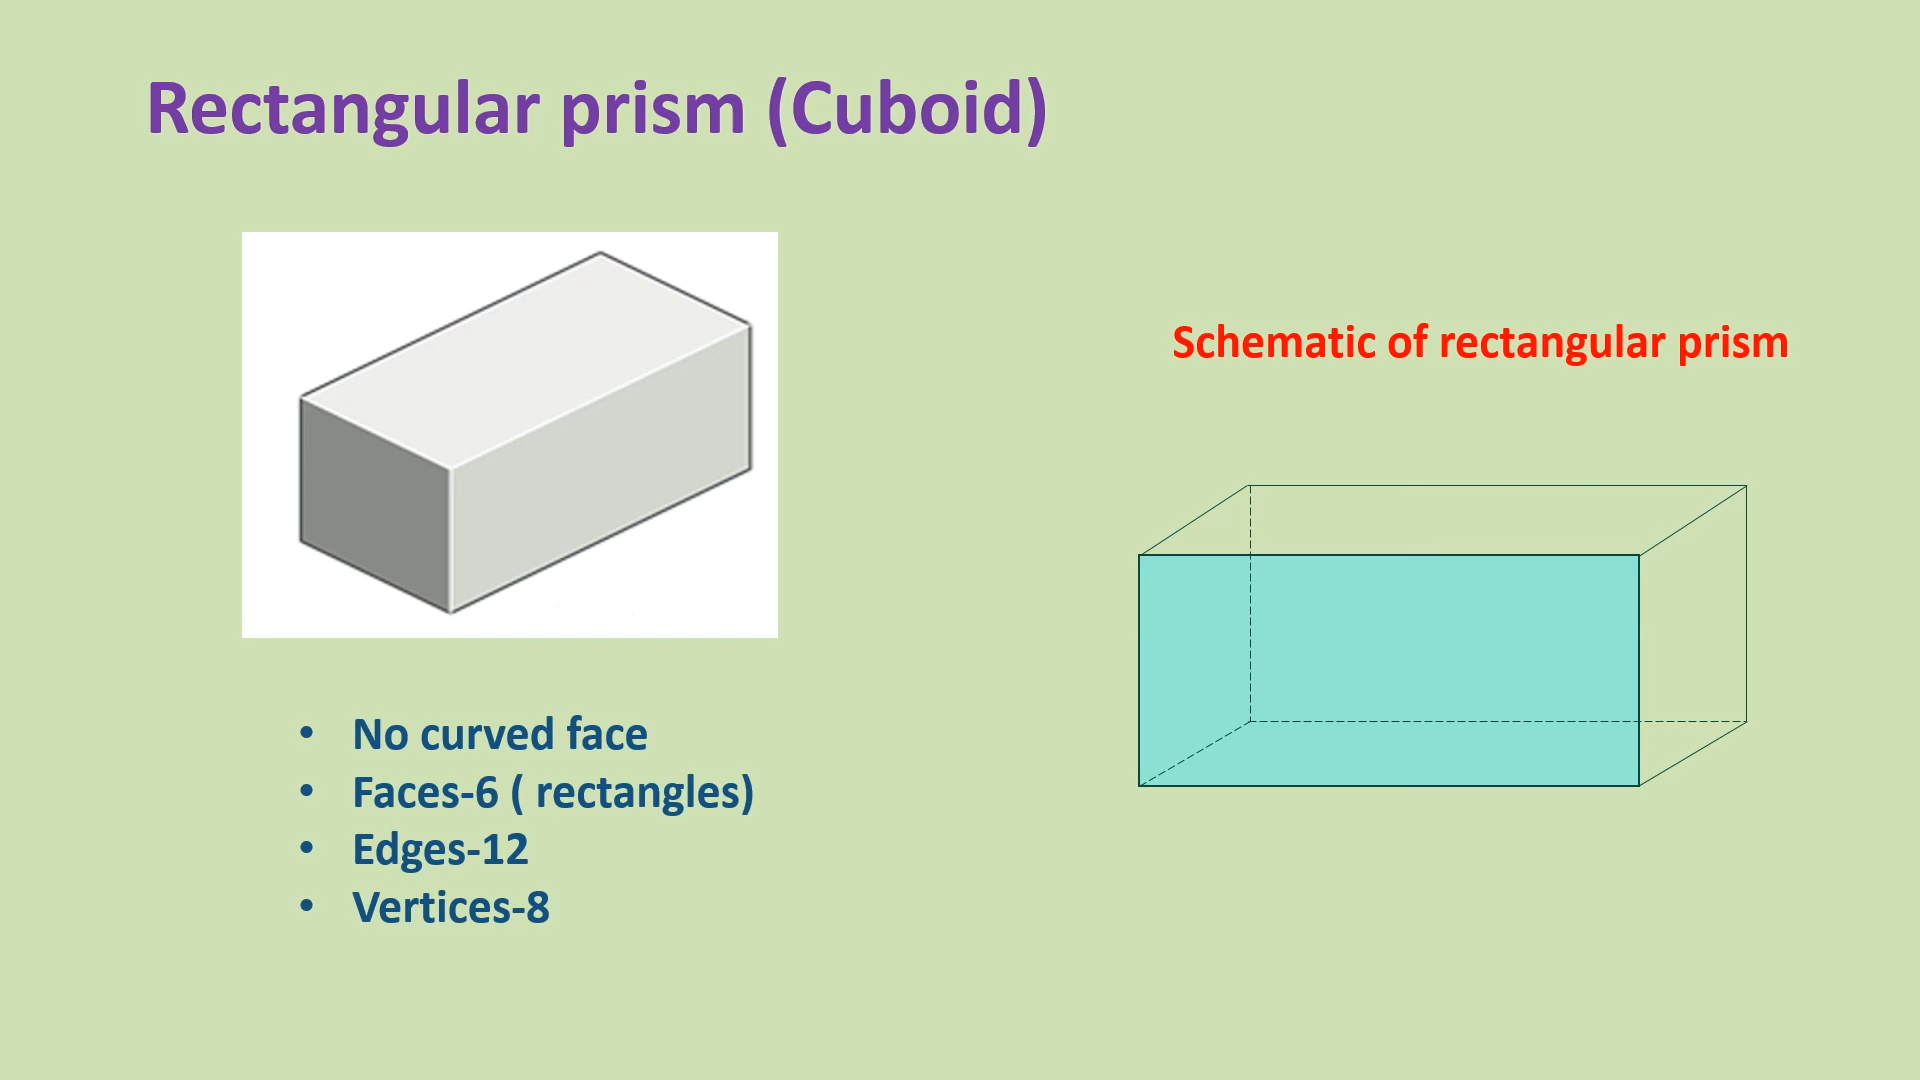 Rectangular prism (Cuboid)
Schematic of rectangular prism
• No curved face
• Faces-6 ( rectangles)
• Edges-12
• Vertices-8